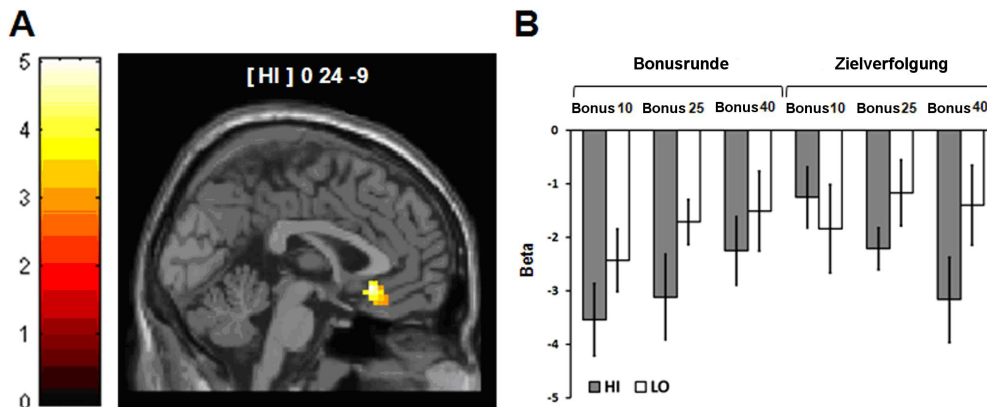 A
5
4
3
2
1
0
[ HI ] 0 24 -9
B
Bonusrunde Zielverfolgung
Bonus 10 Bonus 25 Bonus 40 Bonus 10 Bonus 25 Bonus 40
0
-1
-2
-3
-4
-5
Beta
HI LO